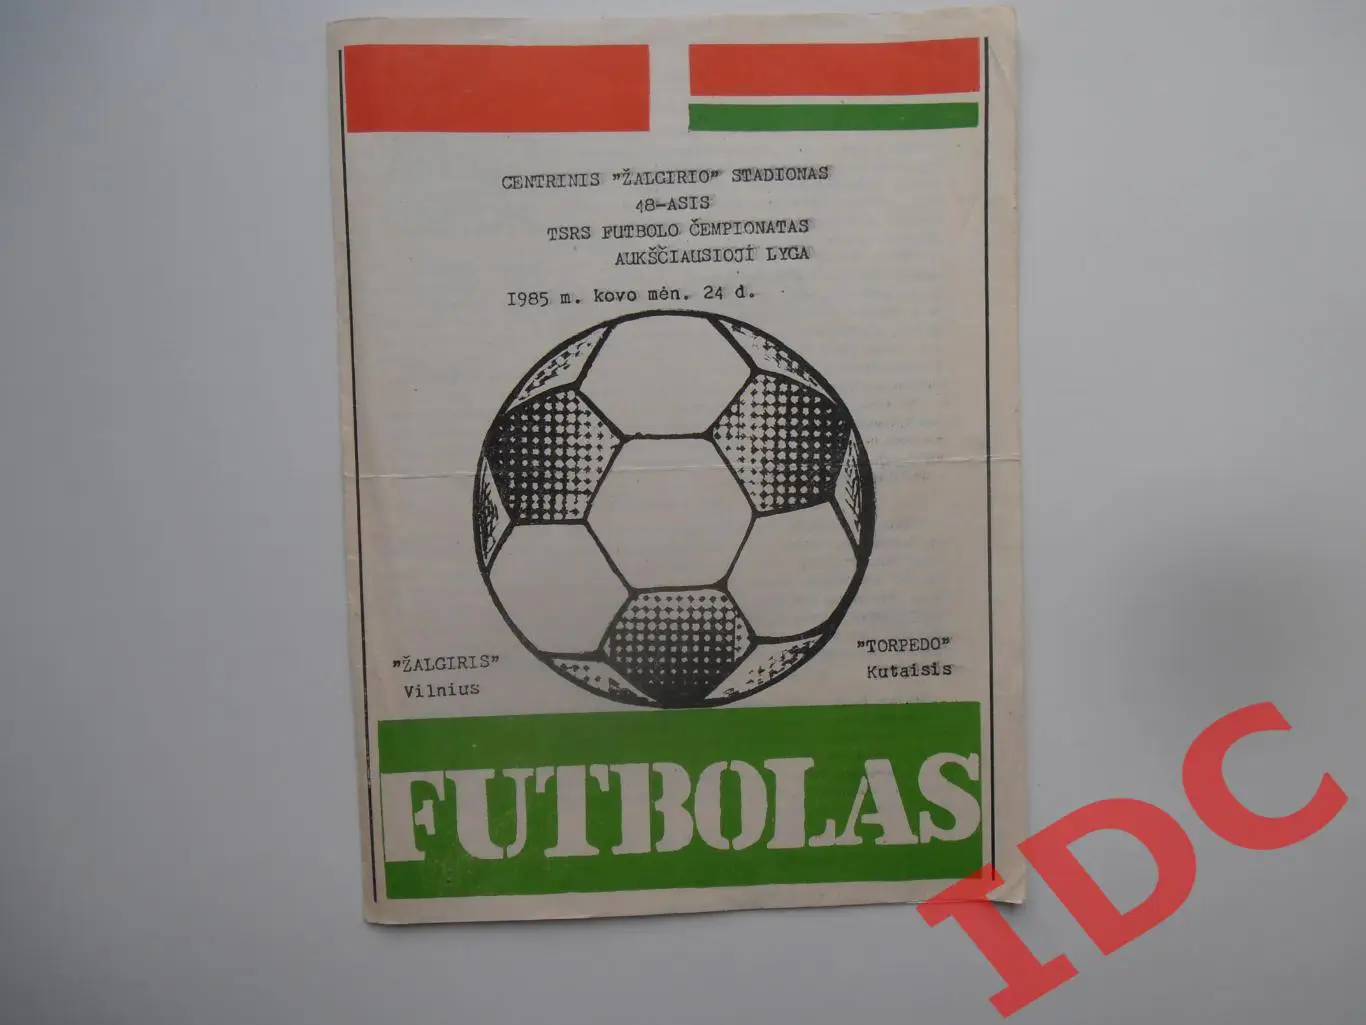 CENTRINIS "ŽALGIRIO" STADIONAS
48-ASIS
TSRS FUTBOLO ČEMPIONATAS
AUKŠČIAUSIOJI LYGA
1985 m. kovo mėn. 24 d.
"ŽALGIRIS"
Vilnius
"TORPEDO"
Kutaisis
FUTBOLAS
IDC